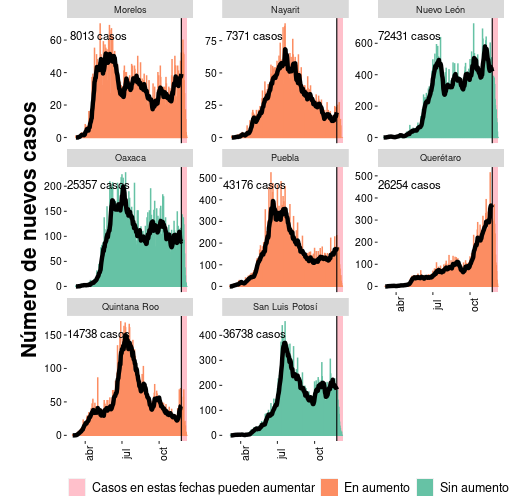 Número de nuevos casos
Morelos
8013 casos
60
40
20
0
Nayarit
7371 casos
75
50
25
0
Nuevo León
72431 casos
600
400
200
0
Oaxaca
25357 casos
200
150
100
50
0
Puebla
43176 casos
500
400
300
200
100
0
Querétaro
26254 casos
500
400
300
200
100
0
abr
jul
oct
Quintana Roo
14738 casos
150
100
50
0
abr
jul
oct
San Luis Potosí
36738 casos
400
300
200
100
0
abr
jul
oct
Casos en estas fechas pueden aumentar
En aumento
Sin aumento